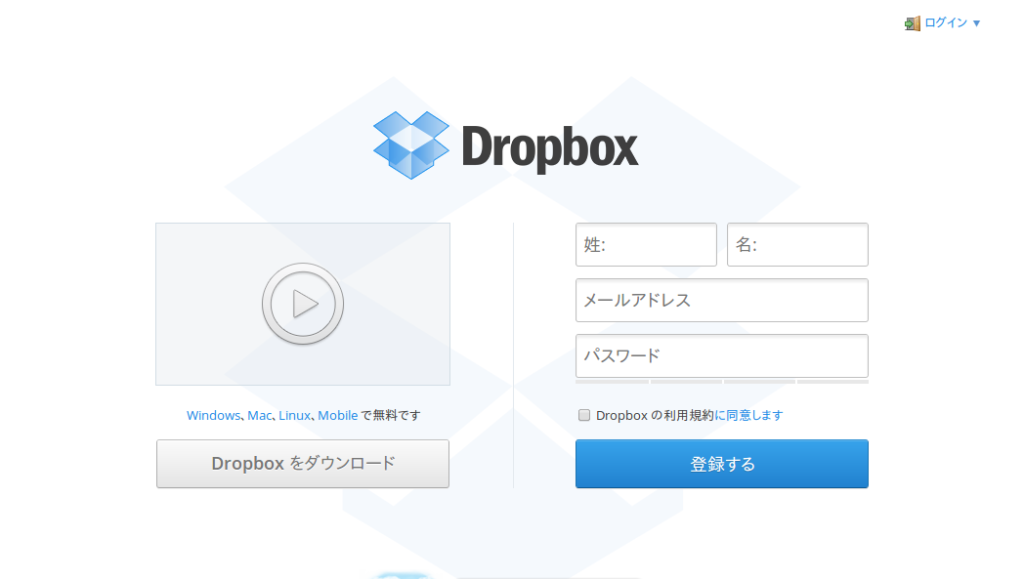 ログイン ▼
Dropbox
姓:
名:
メールアドレス
パスワード
Windows、Mac、Linux、Mobile で無料です
Dropbox の利用規約に同意します
Dropbox をダウンロード
登録する